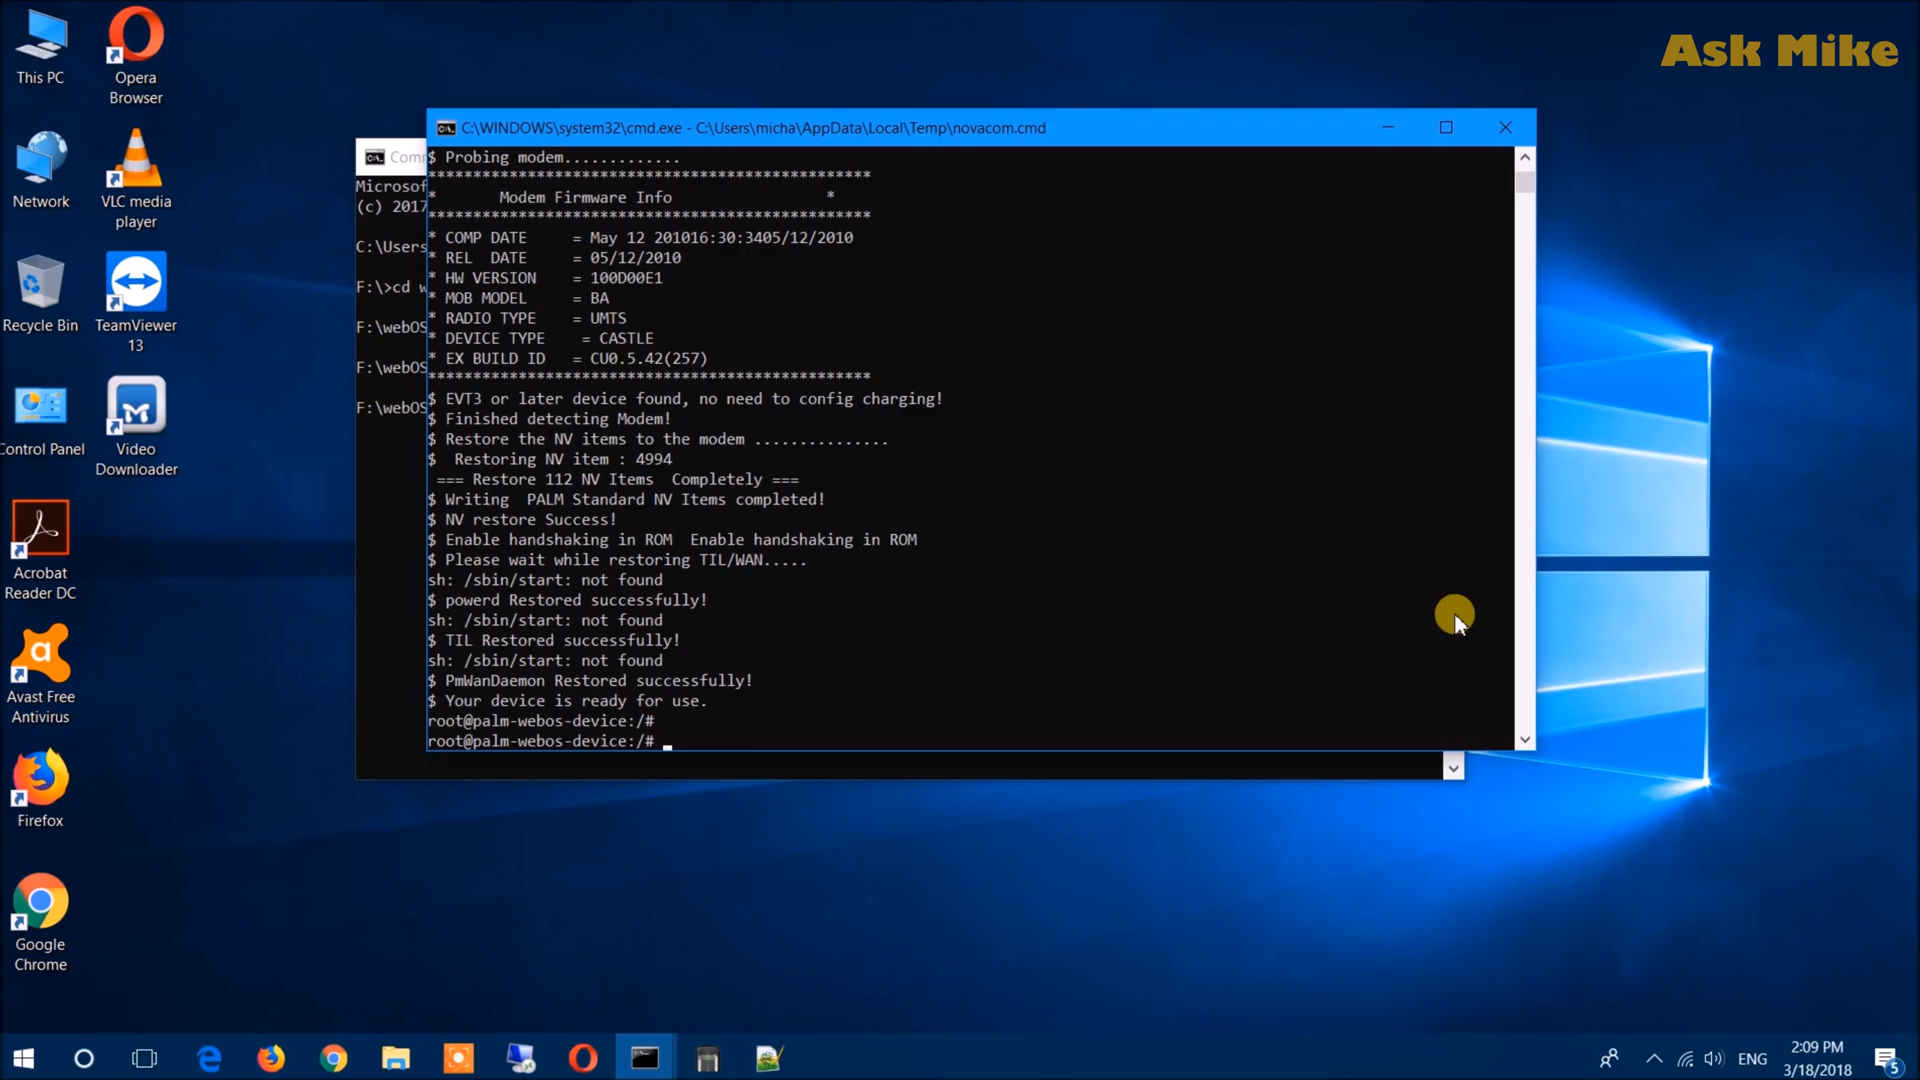 Ask Mike
This PC
Opera
Browser
Network
VLC media
player
Recycle Bin
TeamViewer
13
Control Panel
Video
Downloader
Acrobat
Reader DC
Avast Free
Antivirus
Firefox
Google
Chrome
Microsof
(c) 2017
C:\Users
F:\>cd w
F:\webOS
F:\webOS
F:\webOS
C:\WINDOWS\system32\cmd.exe - C:\Users\micha\AppData\Local\Temp\novacom.cmd
$ Probing modem.............
*************************************************
*       Modem Firmware Info                 *
*************************************************
* COMP DATE     = May 12 201016:30:3405/12/2010
* REL  DATE     = 05/12/2010
* HW VERSION    = 100D00E1
* MOB MODEL     = BA
* RADIO TYPE    = UMTS
* DEVICE TYPE    = CASTLE
* EX BUILD ID   = CU0.5.42(257)
*************************************************
$ EVT3 or later device found, no need to config charging!
$ Finished detecting Modem!
$ Restore the NV items to the modem ...............
$  Restoring NV item : 4994
=== Restore 112 NV Items  Completely ===
$ Writing  PALM Standard NV Items completed!
$ NV restore Success!
$ Enable handshaking in ROM  Enable handshaking in ROM
$ Please wait while restoring TIL/WAN.....
sh: /sbin/start: not found
$ powerd Restored successfully!
sh: /sbin/start: not found
$ TIL Restored successfully!
sh: /sbin/start: not found
$ PmWanDaemon Restored successfully!
$ Your device is ready for use.
root@palm-webos-device:/#
root@palm-webos-device:/# _
ENG
2:09 PM
3/18/2018
5